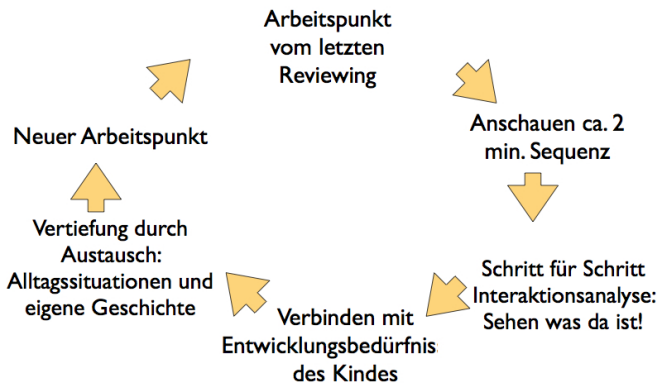 Arbeitspunkt
vom letzten
Reviewing
Anschauen ca. 2
min. Sequenz
Schritt für Schritt
Interaktionsanalyse:
Sehen was da ist!
Verbinden mit
Entwicklungsbedürfnis
des Kindes
Vertiefung durch
Austausch:
Alltagssituationen und
eigene Geschichte
Neuer Arbeitspunkt